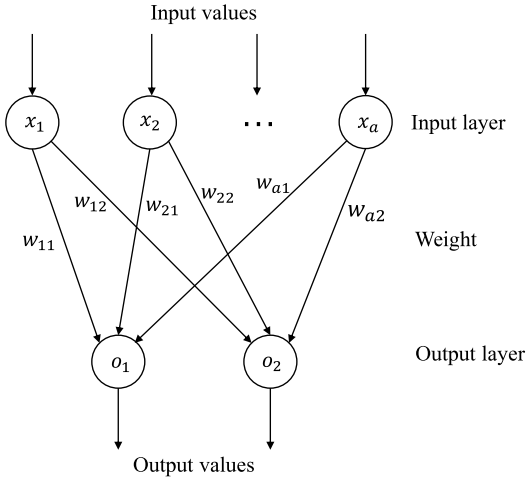 Input values
x₁ x₂ ··· xₐ Input layer
w₁₁ w₁₂ w₂₁ w₂₂ wₐ₁ wₐ₂ Weight
o₁ o₂ Output layer
Output values